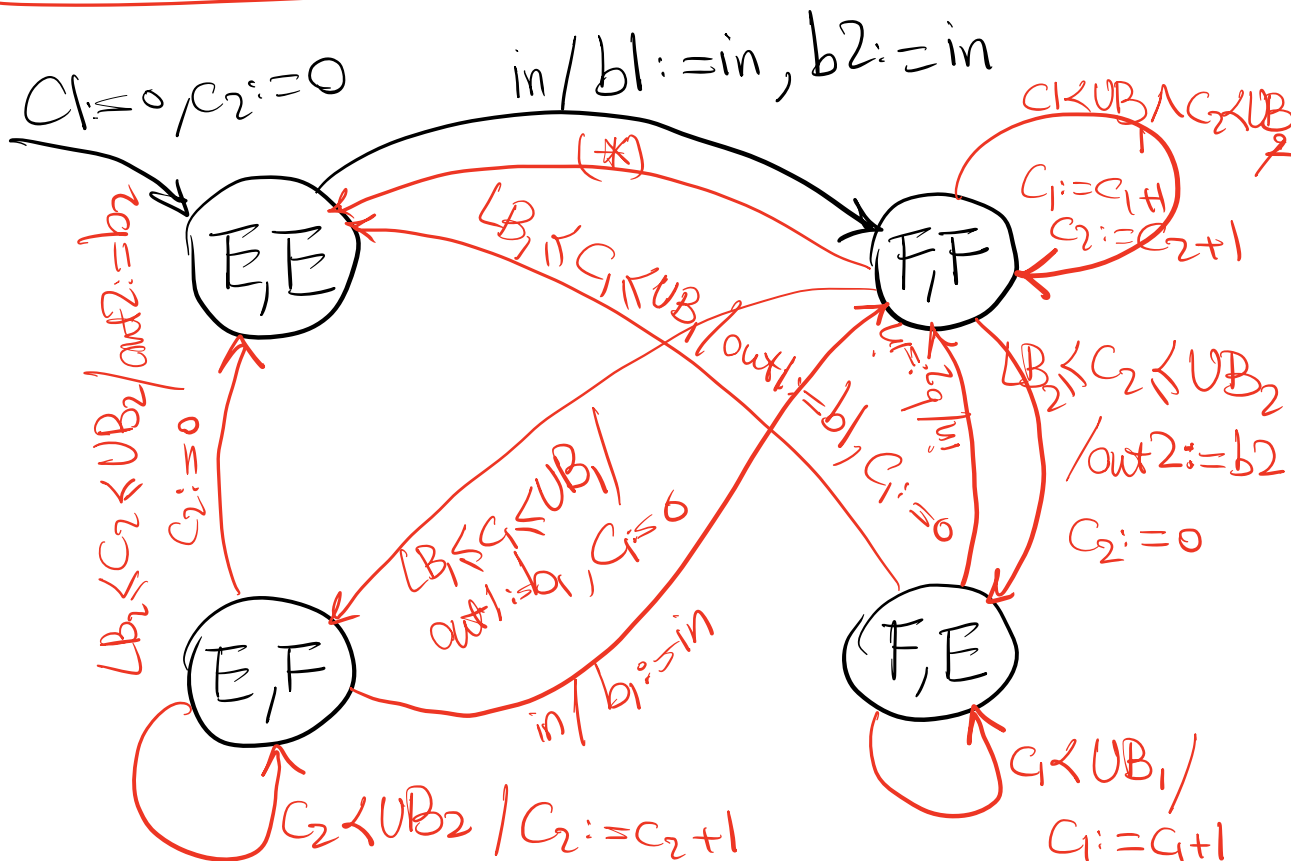 C1:=0, C2:=0
in / b1:=in, b2:=in
C1<UB1 ∧ C2<UB2
C1:=C1+1
C2:=C2+1
(*)
E,E
F,F
LB1≤C1≤UB1/out1:=b1, C1:=0
LB2≤C2≤UB2/out2:=b2
C2:=0
LB2≤C2≤UB2
/out2:=b2
C2:=0
in/b2:=in
LB1≤C1≤UB1/
out1:=b1, C1:=0
in/b1:=in
E,F
F,E
C2<UB2 / C2:=C2+1
C1<UB1/
C1:=C1+1